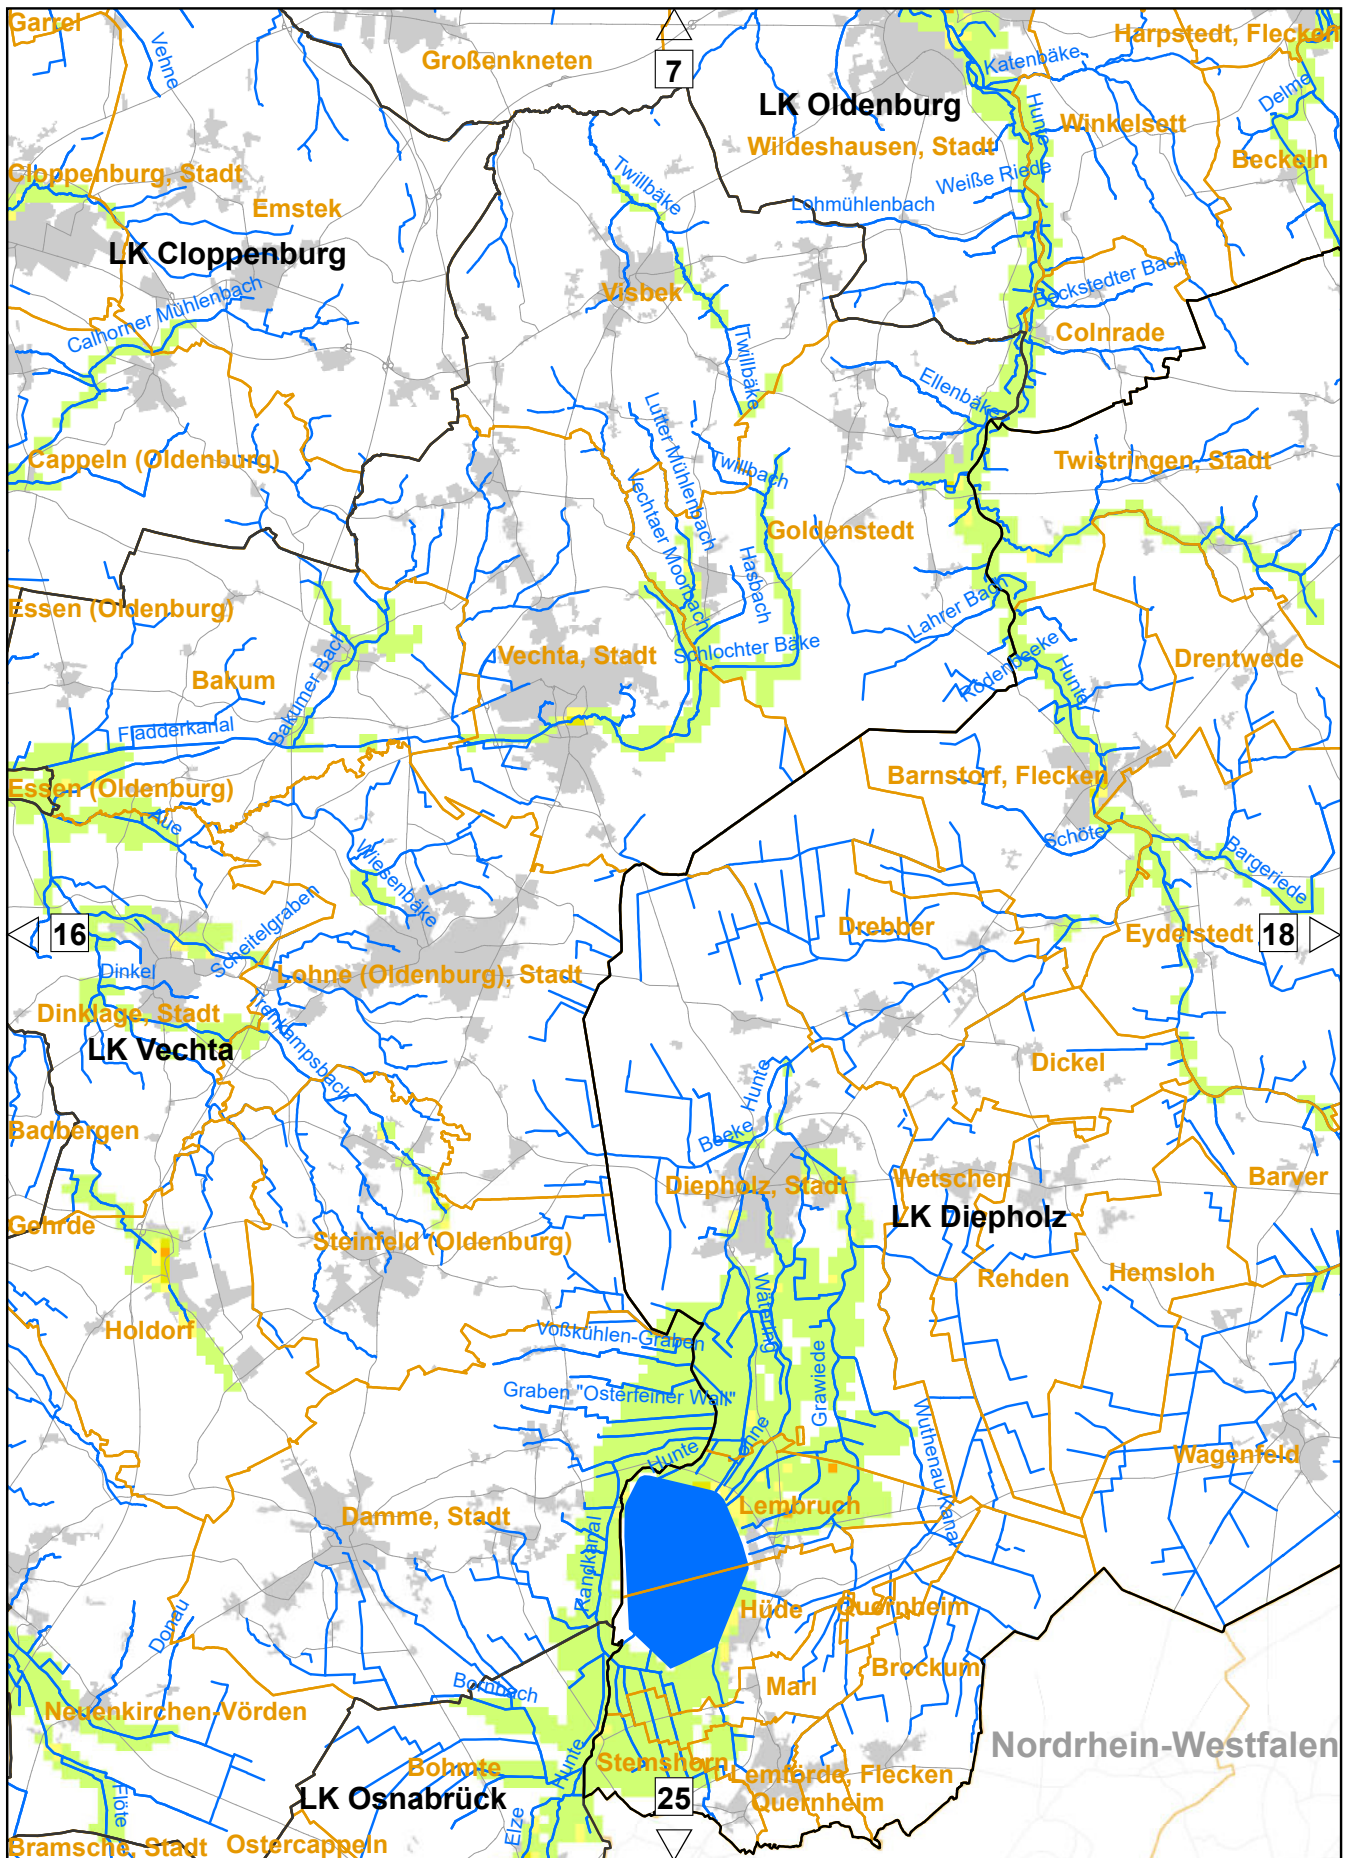 Garrel
Vehne
Großenkneten
7
Harpstedt, Flecken
Katenbäke
LK Oldenburg
Hunte
Delme
Winkelsett
Wildeshausen, Stadt
Beckeln
Cloppenburg, Stadt
Twillbäke
Weiße Riede
Emstek
Lohmühlenbach
LK Cloppenburg
Visbek
Beckstedter Bach
Calhorner Mühlenbach
Colnrade
Twillbäke
Ellenbäke
Lutter Mühlenbach
Cappeln (Oldenburg)
Twillbach
Twistringen, Stadt
Vechtaer Moorbach
Goldenstedt
Hasbach
Essen (Oldenburg)
Lahrer Bach
Bakumer Bach
Vechta, Stadt
Schlochter Bäke
Rödenbeeke
Hunte
Drentwede
Bakum
Fladderkanal
Barnstorf, Flecken
Essen (Oldenburg)
Aue
Schöte
Wiesenbäke
Bargeriede
Scheitelgraben
Drebber
16
Eydelstedt
18
Dinkel
Lohne (Oldenburg), Stadt
Dinklage, Stadt
Trenkampsbach
LK Vechta
Dickel
Hunte
Badbergen
Beeke
Diepholz, Stadt
Wetschen
Barver
Gehrde
LK Diepholz
Steinfeld (Oldenburg)
Rehden
Hemsloh
Holdorf
Wätering
Voßkühlen-Graben
Grawiede
Graben "Osterfeiner Wall"
Lohne
Wuthenau-Kanal
Hunte
Wagenfeld
Lembruch
Damme, Stadt
Randkanal
Hüde
Quernheim
Donau
Brockum
Bornbach
Marl
Neuenkirchen-Vörden
Nordrhein-Westfalen
Hunte
Stemshorn
Bohmte
Lemförde, Flecken
LK Osnabrück
25
Quernheim
Flöte
Elze
Bramsche, Stadt
Ostercappeln